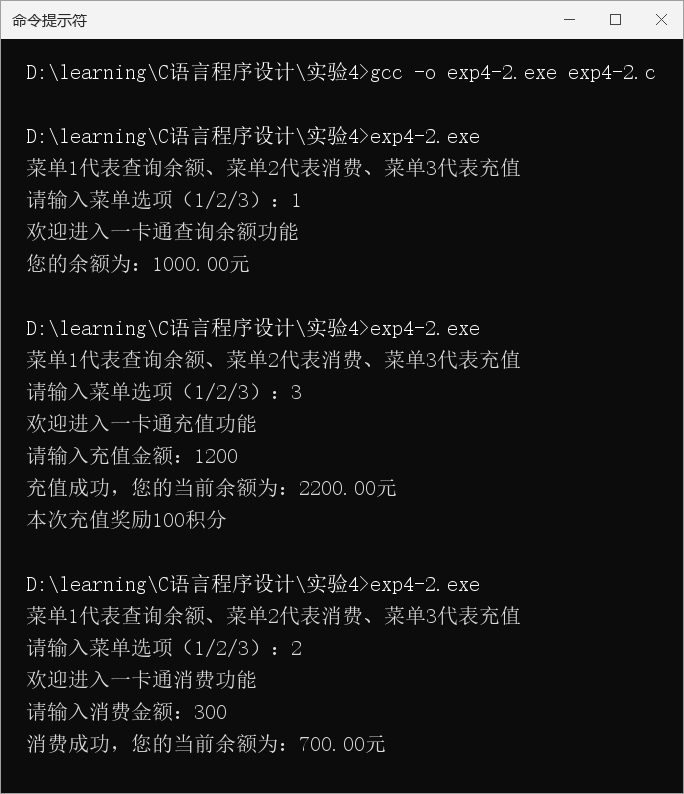 命令提示符
D:\learning\C语言程序设计\实验4>gcc -o exp4-2.exe exp4-2.c
D:\learning\C语言程序设计\实验4>exp4-2.exe
菜单1代表查询余额、菜单2代表消费、菜单3代表充值
请输入菜单选项（1/2/3）：1
欢迎进入一卡通查询余额功能
您的余额为：1000.00元
D:\learning\C语言程序设计\实验4>exp4-2.exe
菜单1代表查询余额、菜单2代表消费、菜单3代表充值
请输入菜单选项（1/2/3）：3
欢迎进入一卡通充值功能
请输入充值金额：1200
充值成功，您的当前余额为：2200.00元
本次充值奖励100积分
D:\learning\C语言程序设计\实验4>exp4-2.exe
菜单1代表查询余额、菜单2代表消费、菜单3代表充值
请输入菜单选项（1/2/3）：2
欢迎进入一卡通消费功能
请输入消费金额：300
消费成功，您的当前余额为：700.00元